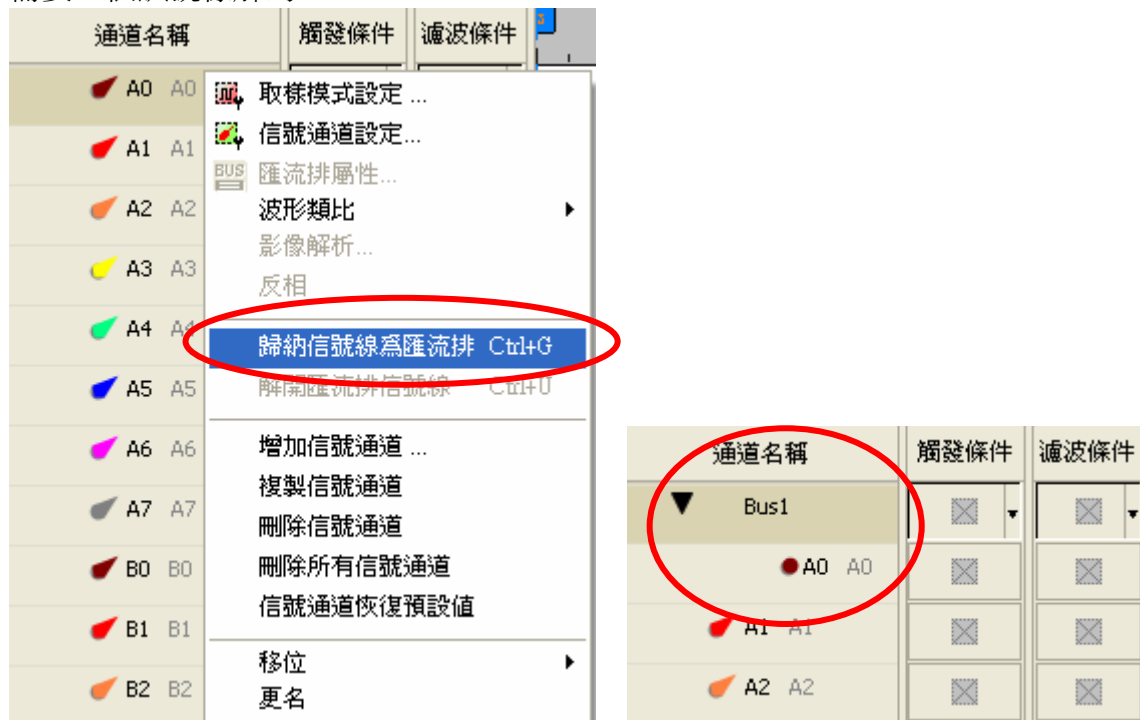 通道名稱 觸發條件 濾波條件
A0 A0
A1 A1
A2 A2
A3 A3
A4 A4
A5 A5
A6 A6
A7 A7
B0 B0
B1 B1
B2 B2
取樣模式設定 ...
信號通道設定...
BUS 匯流排屬性...
波形類比
影像解析...
反相
歸納信號線為匯流排 Ctrl+G
解開匯流排信號線 Ctrl+U
增加信號通道 ...
複製信號通道
刪除信號通道
刪除所有信號通道
信號通道恢復預設值
移位
更名
通道名稱 觸發條件 濾波條件
Bus1
A0 A0
A1 A1
A2 A2